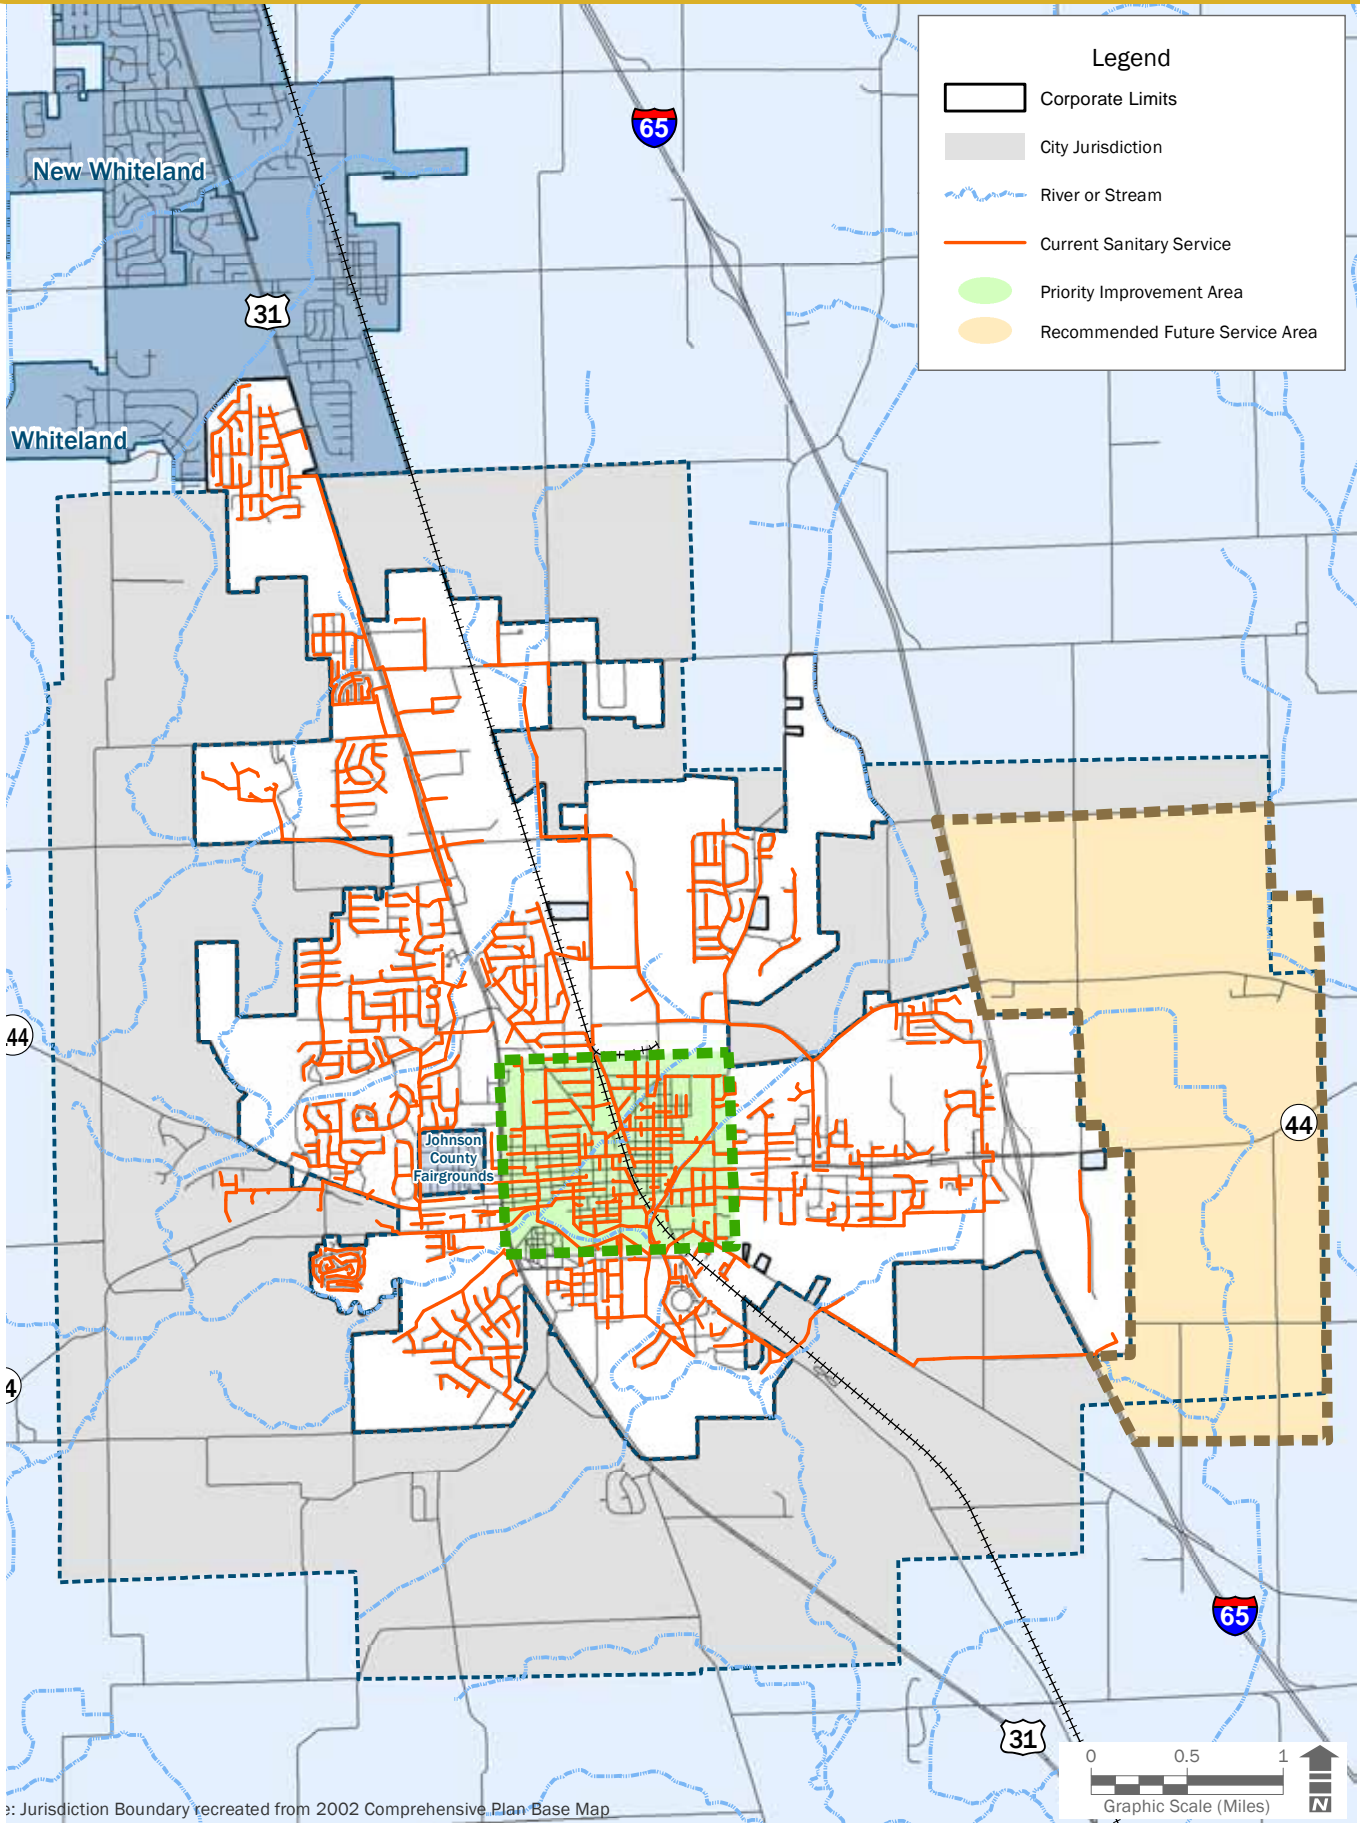 Legend
Corporate Limits
City Jurisdiction
River or Stream
Current Sanitary Service
Priority Improvement Area
Recommended Future Service Area
65
New Whiteland
31
Whiteland
44
44
Johnson
County
Fairgrounds
4
65
31
0 0.5 1
Graphic Scale (Miles)
N
e: Jurisdiction Boundary recreated from 2002 Comprehensive Plan Base Map